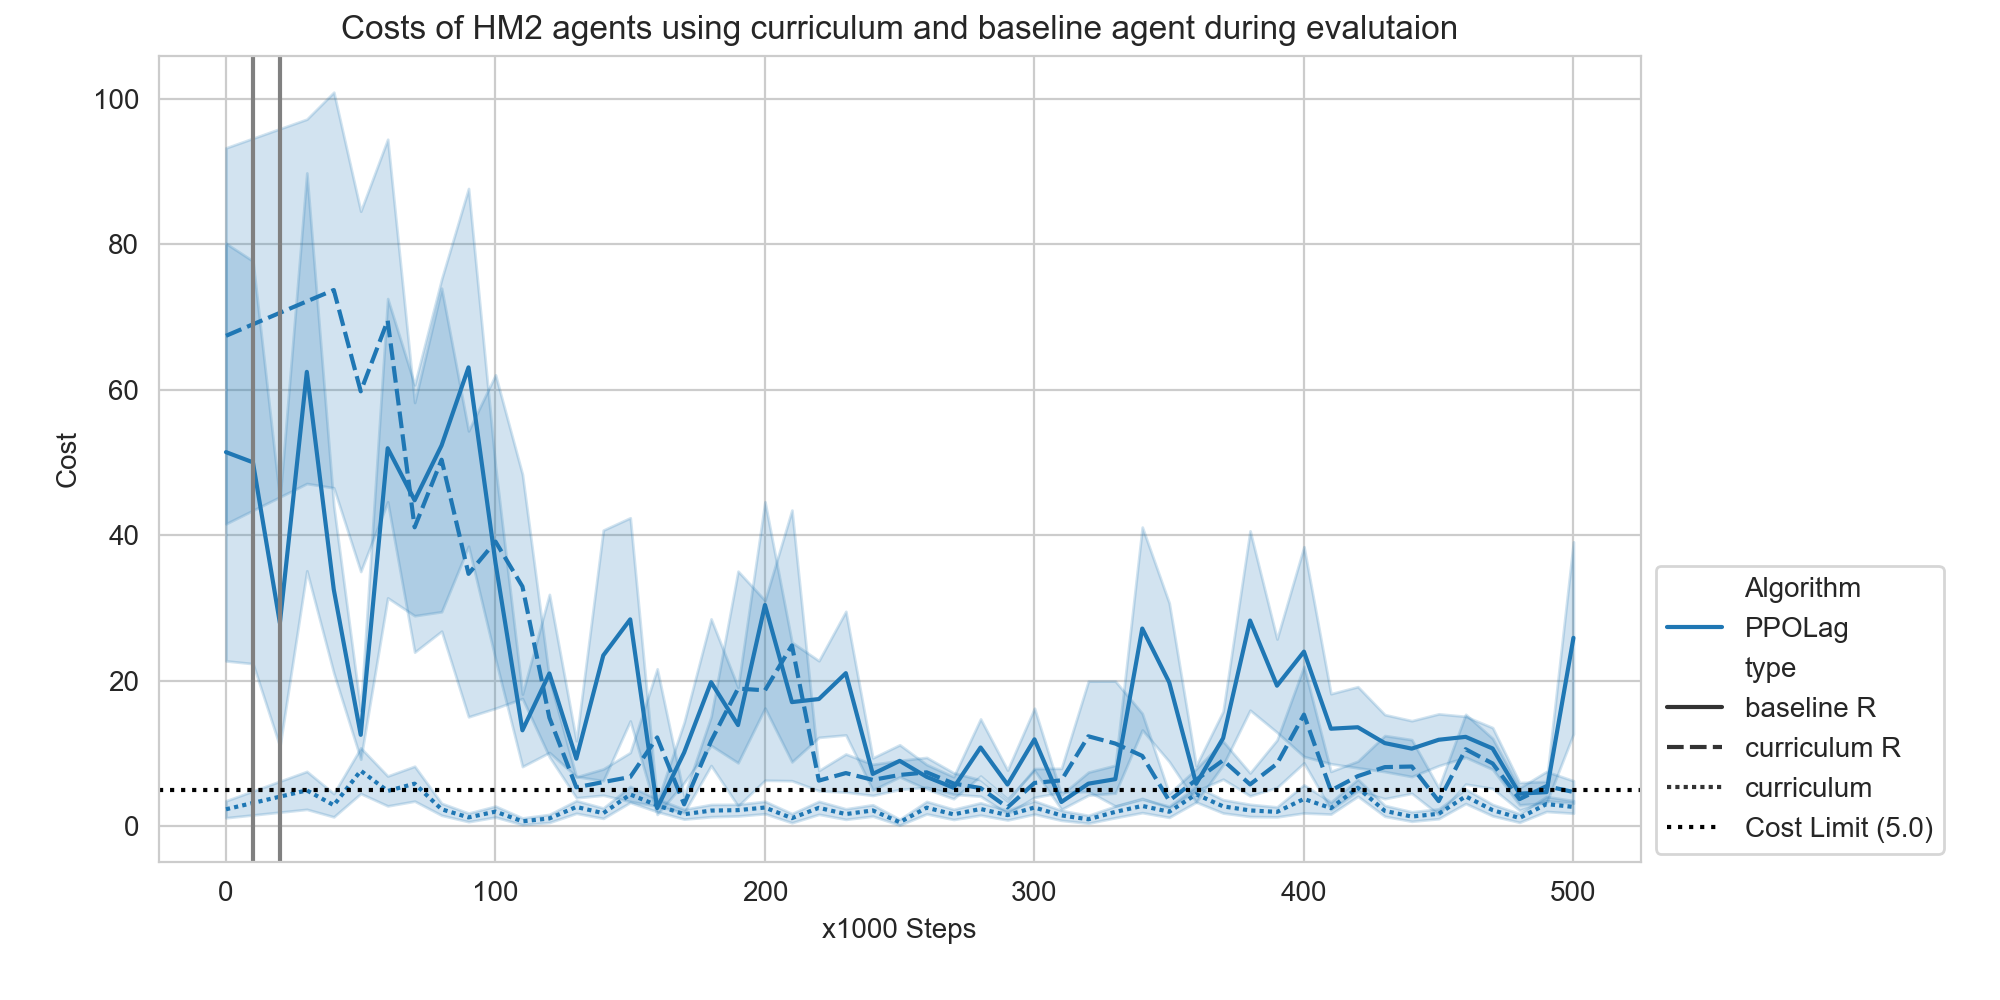 Costs of HM2 agents using curriculum and baseline agent during evalutaion
100
80
60
40
20
0
Cost
0 100 200 300 400 500
x1000 Steps
Algorithm
PPOLag
type
baseline R
curriculum R
curriculum
Cost Limit (5.0)